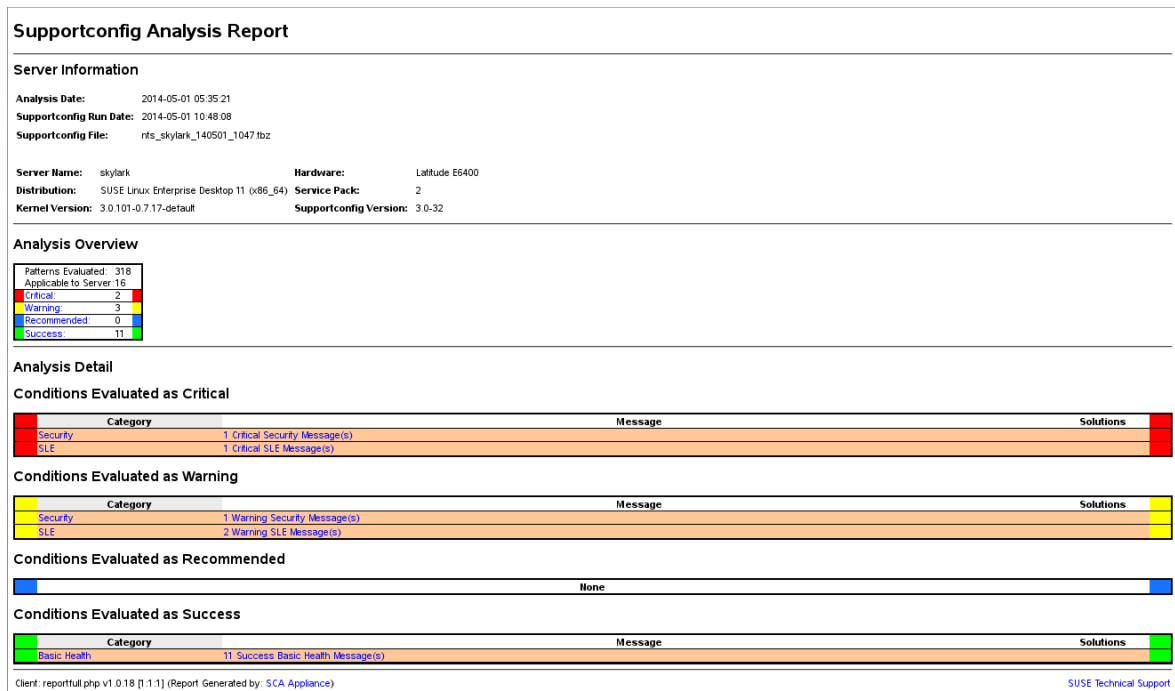 Supportconfig Analysis Report
Server Information
Analysis Date: 2014-05-01 05:35:21
Supportconfig Run Date: 2014-05-01 10:48:08
Supportconfig File: nts_skylark_140501_1047.tbz
Server Name: skylark Hardware: Latitude E6400
Distribution: SUSE Linux Enterprise Desktop 11 (x86_64) Service Pack: 2
Kernel Version: 3.0.101-0.7.17-default Supportconfig Version: 3.0-32
Analysis Overview
Patterns Evaluated: 318
Applicable to Server: 16
Critical: 2
Warning: 3
Recommended: 0
Success: 11
Analysis Detail
Conditions Evaluated as Critical
Category Message Solutions
Security 1 Critical Security Message(s)
SLE 1 Critical SLE Message(s)
Conditions Evaluated as Warning
Category Message Solutions
Security 1 Warning Security Message(s)
SLE 2 Warning SLE Message(s)
Conditions Evaluated as Recommended
None
Conditions Evaluated as Success
Category Message Solutions
Basic Health 11 Success Basic Health Message(s)
Client: reportfull.php v1.0.18 [1:1:1] (Report Generated by: SCA Appliance) SUSE Technical Support